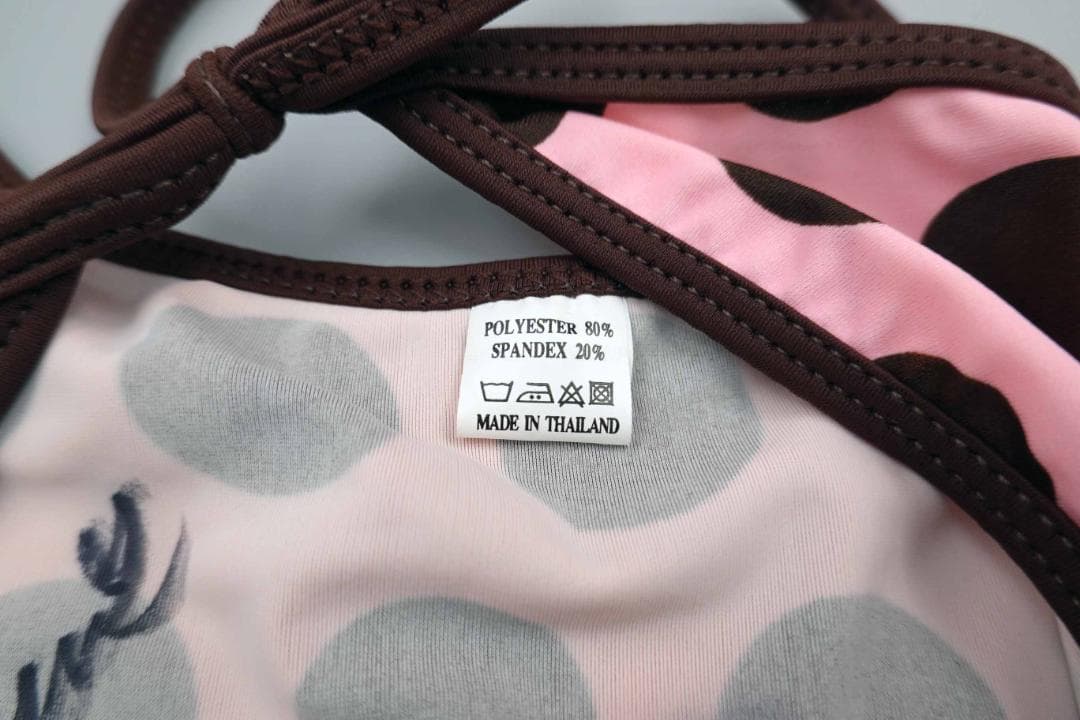 POLYESTER 80%
SPANDEX 20%
MADE IN THAILAND